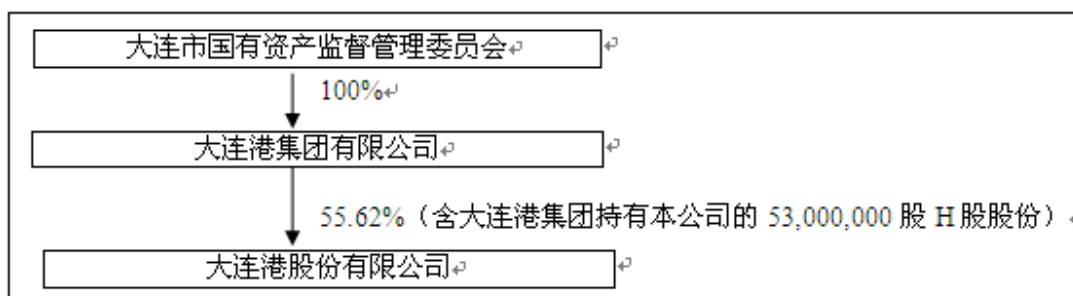 大连市国有资产监督管理委员会
100%
大连港集团有限公司
55.62%（含大连港集团持有本公司的 53,000,000 股 H 股股份）
大连港股份有限公司